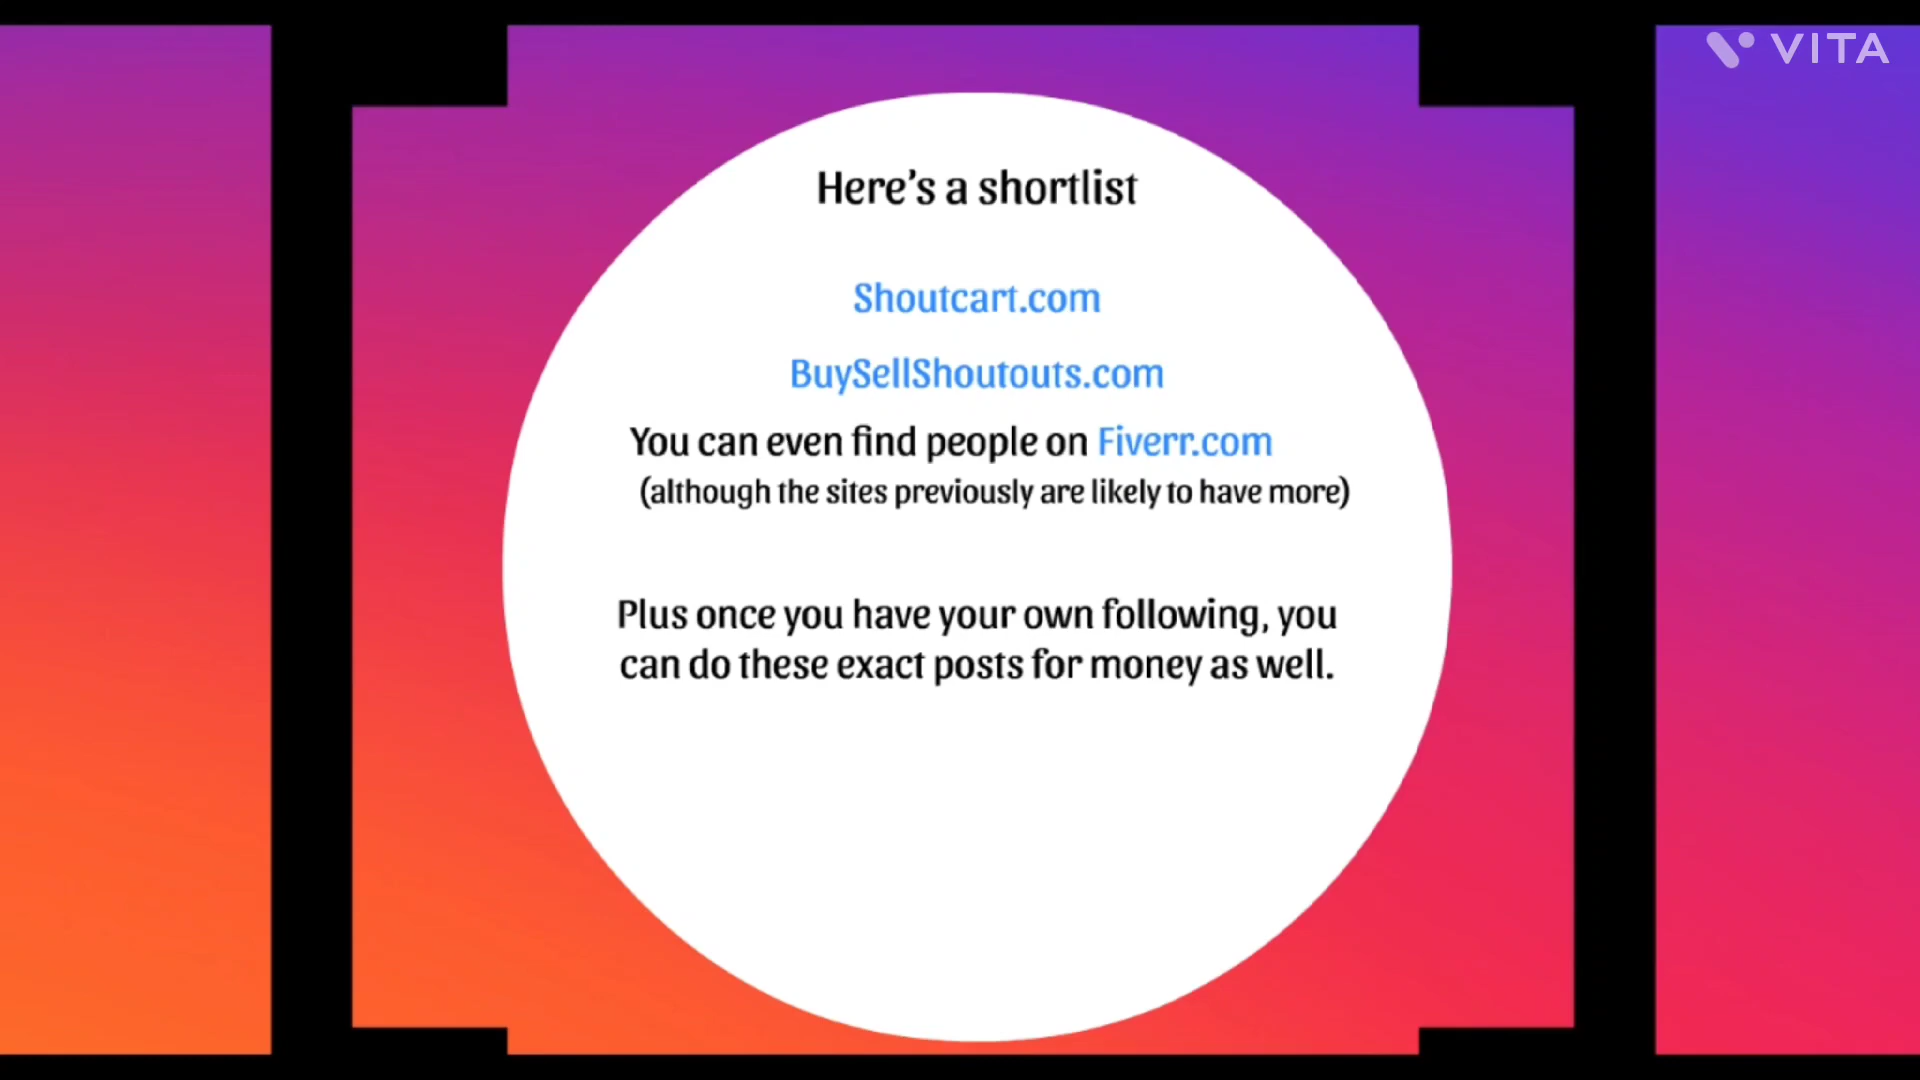 VITA
Here's a shortlist
Shoutcart.com
BuySellShoutouts.com
You can even find people on Fiverr.com
(although the sites previously are likely to have more)
Plus once you have your own following, you
can do these exact posts for money as well.